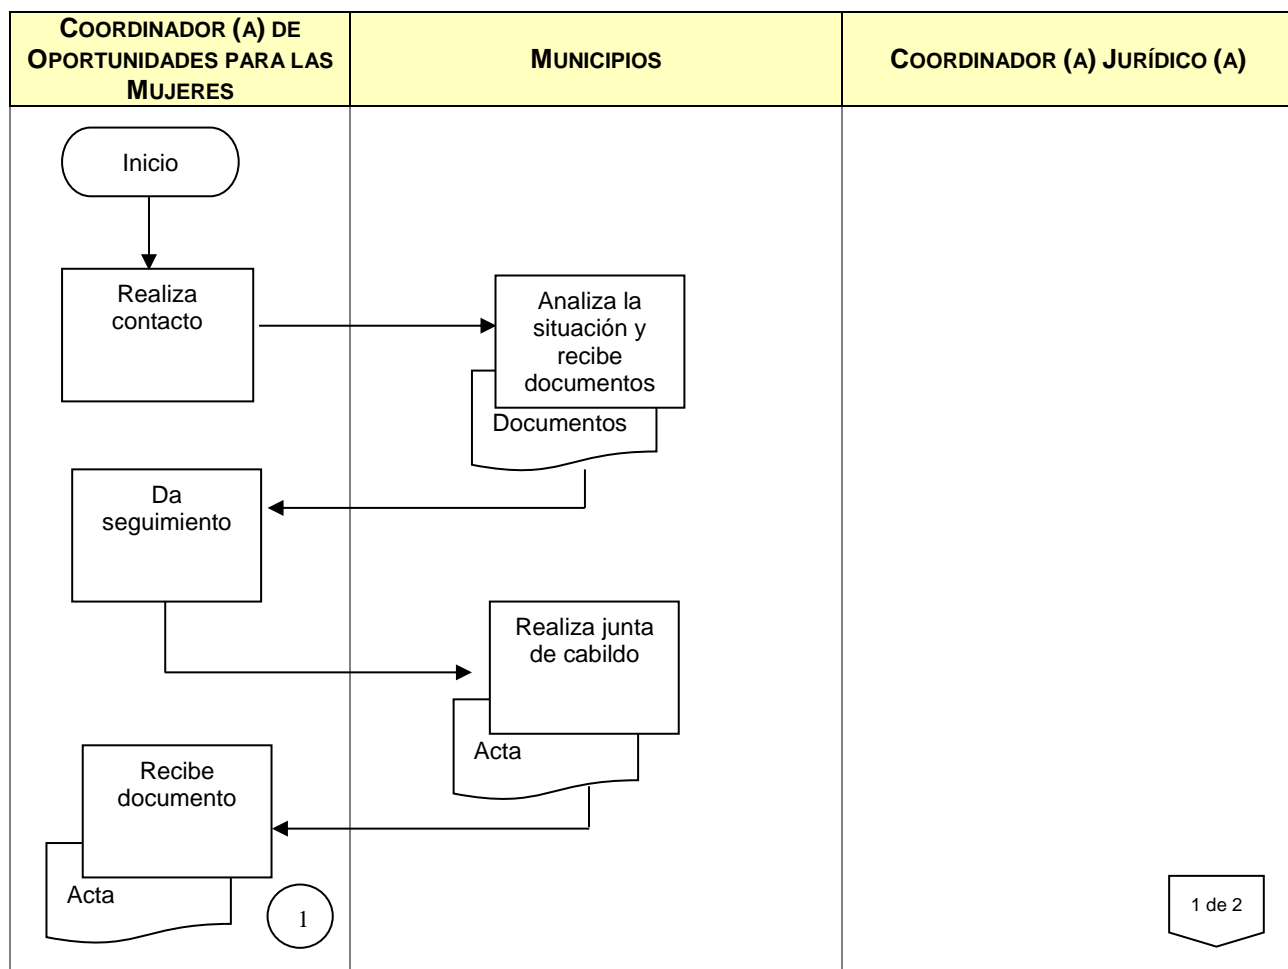 COORDINADOR (A) DE
OPORTUNIDADES PARA LAS
MUJERES
MUNICIPIOS
COORDINADOR (A) JURÍDICO (A)
Inicio
Realiza
contacto
Analiza la
situación y
recibe
documentos
Documentos
Da
seguimiento
Realiza junta
de cabildo
Acta
Recibe
documento
Acta
1
1 de 2